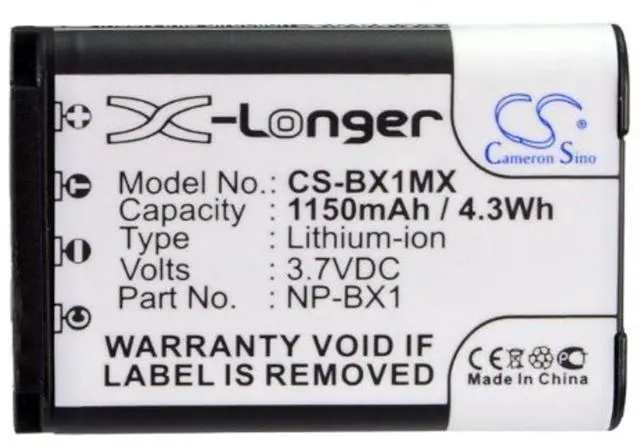 X-Longer
CS
Cameron Sino
Model No.: CS-BX1MX
Capacity : 1150mAh / 4.3Wh
Type : Lithium-ion
Volts : 3.7VDC
Part No. : NP-BX1
WARRANTY VOID IF
LABEL IS REMOVED
CE
Made In China